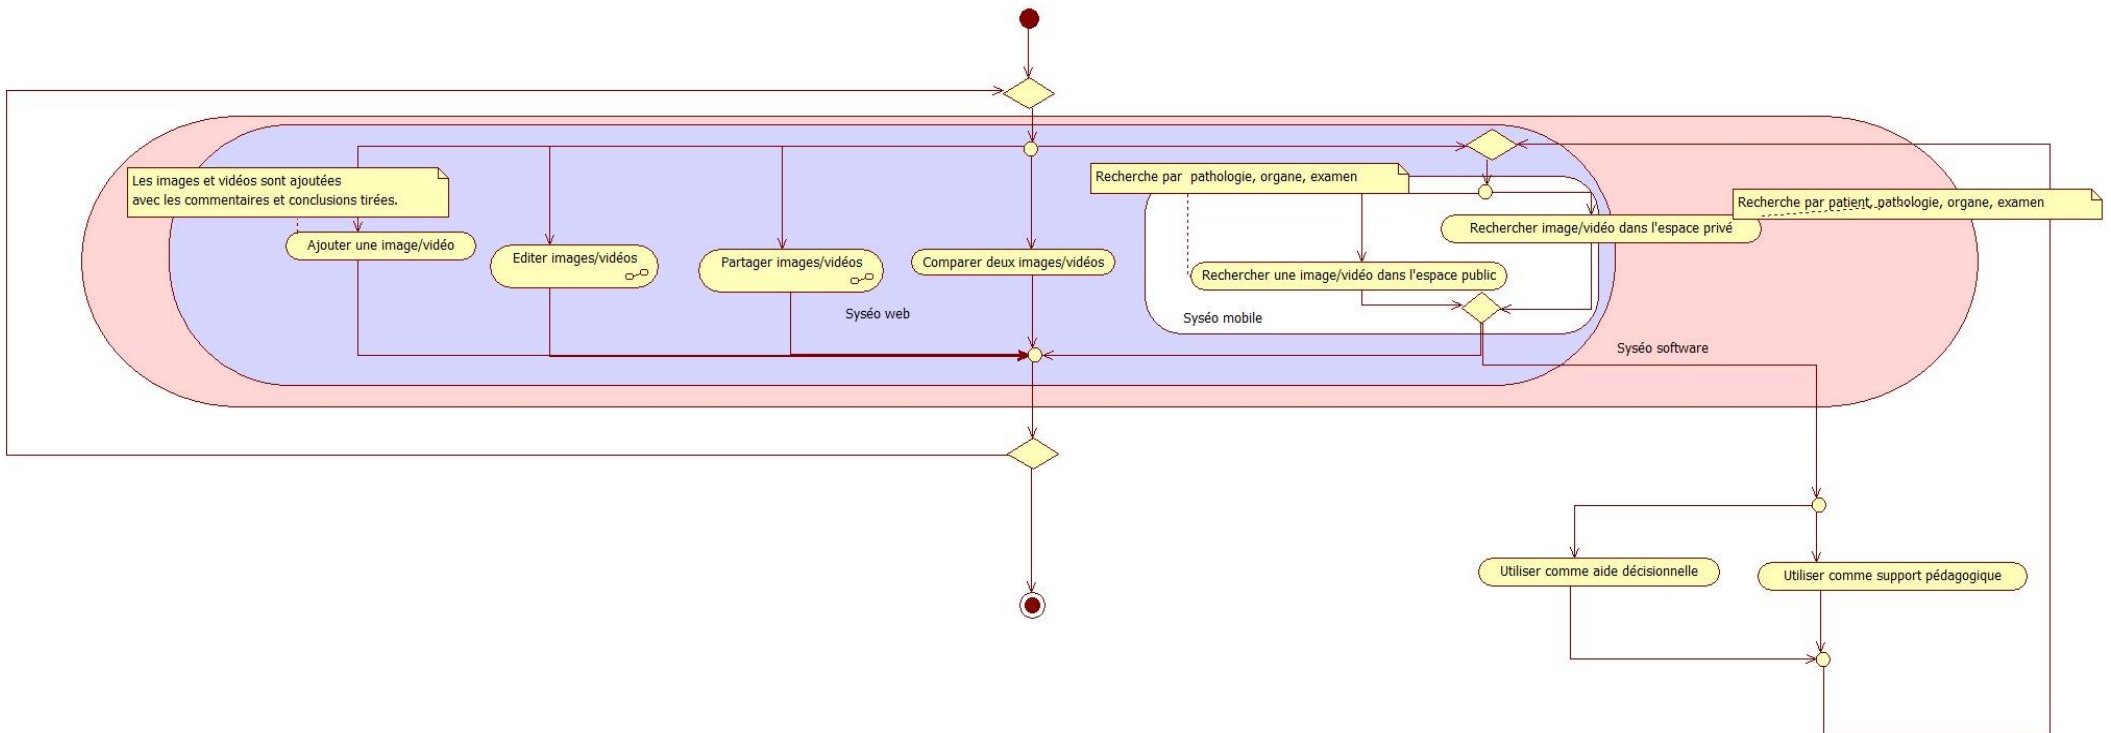 Les images et vidéos sont ajoutées
avec les commentaires et conclusions tirées.
Recherche par pathologie, organe, examen
Recherche par patient, pathologie, organe, examen
Ajouter une image/vidéo
Editer images/vidéos
Partager images/vidéos
Comparer deux images/vidéos
Rechercher image/vidéo dans l'espace privé
Rechercher une image/vidéo dans l'espace public
Syséo web
Syséo mobile
Syséo software
Utiliser comme aide décisionnelle
Utiliser comme support pédagogique